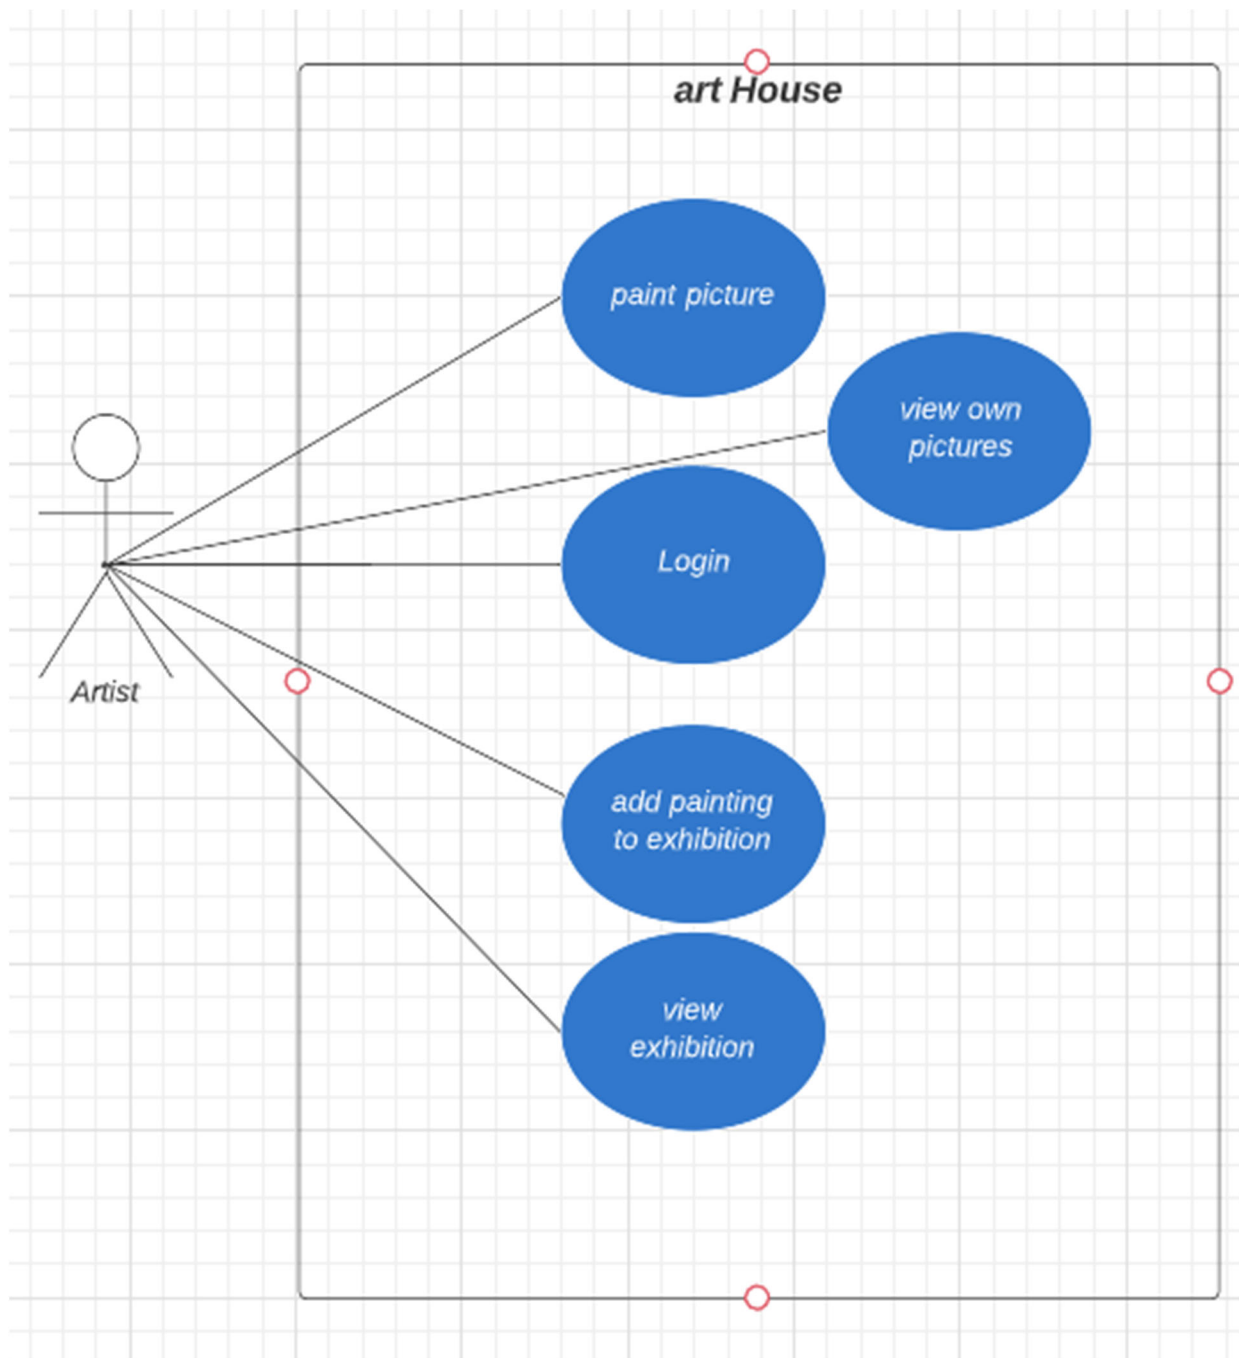 art House
paint picture
view own
pictures
Login
Artist
add painting
to exhibition
view
exhibition